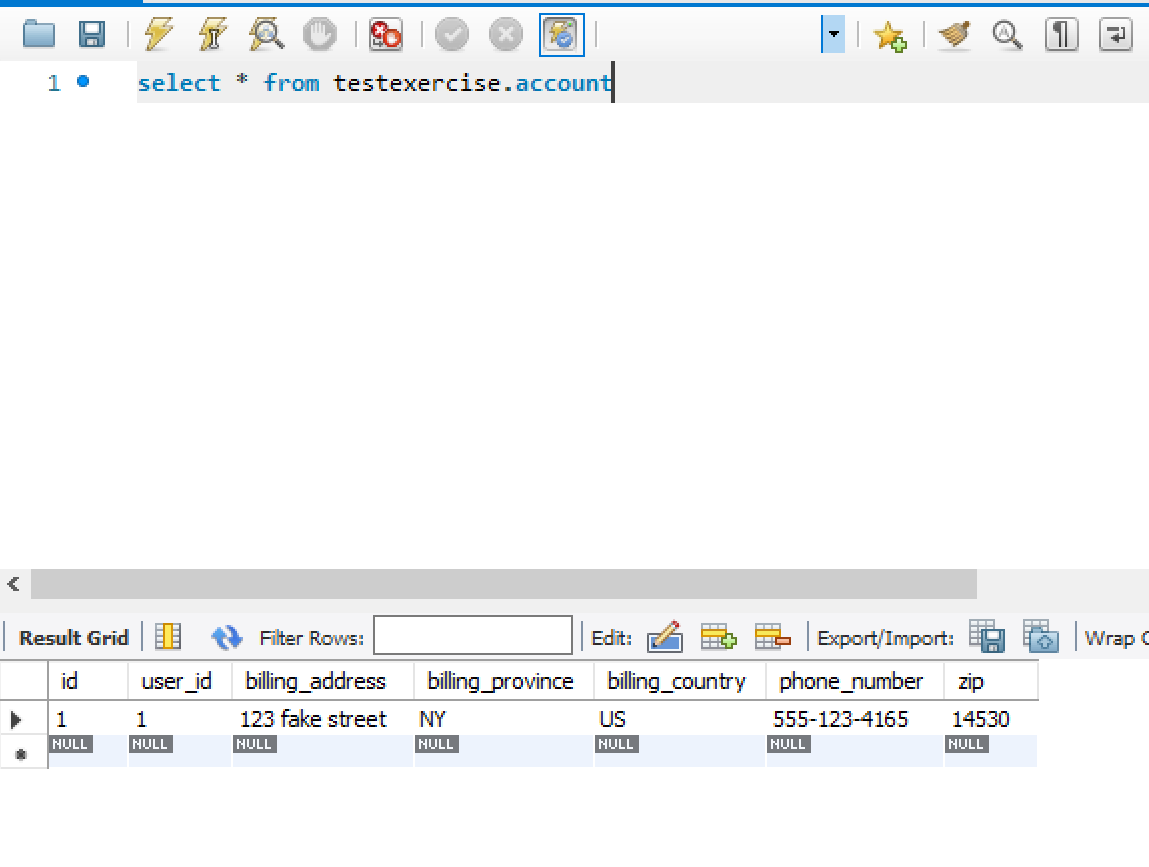 1 select * from testexercise.account
Result Grid Filter Rows: Edit: Export/Import: Wrap C
id user_id billing_address billing_province billing_country phone_number zip
1 1 123 fake street NY US 555-123-4165 14530
NULL NULL NULL NULL NULL NULL NULL